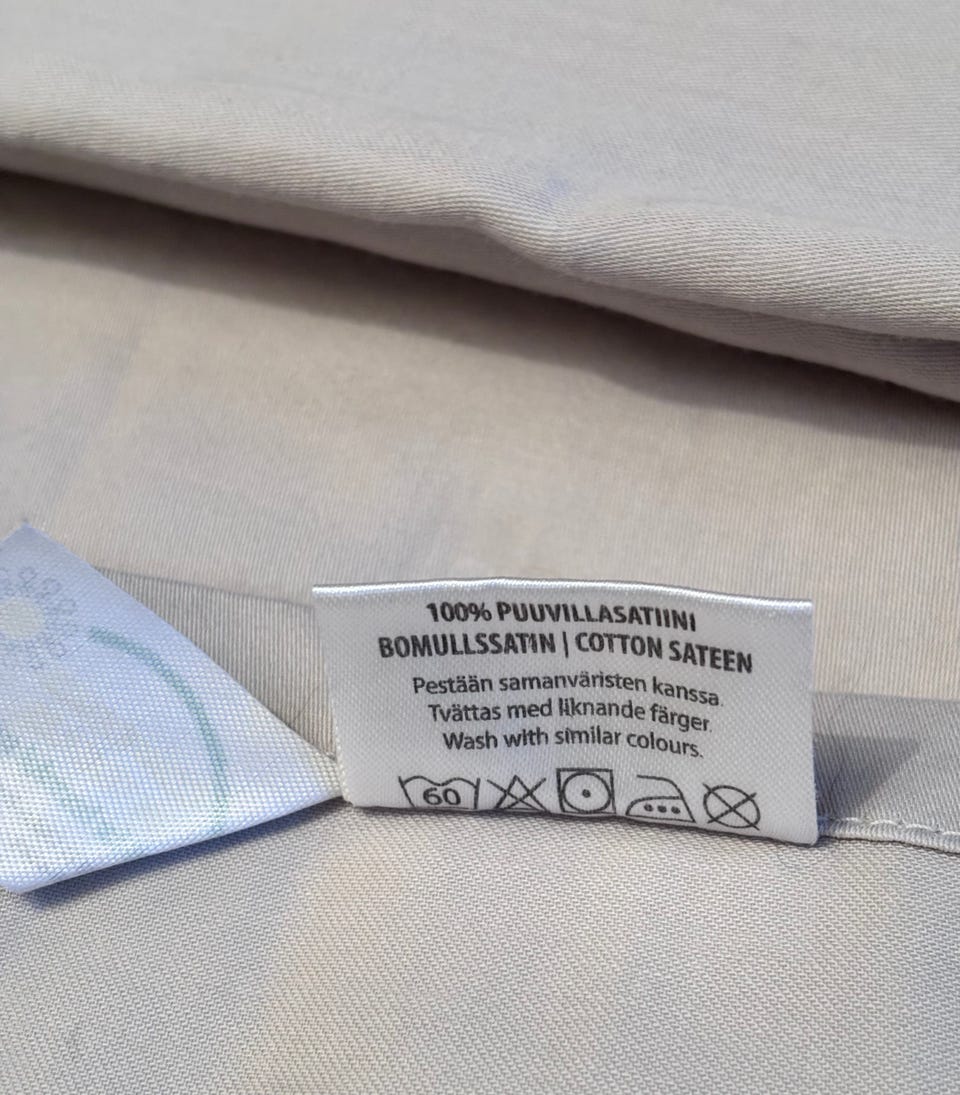 100% PUUVILLASATIINI
BOMULLSSATIN | COTTON SATEEN
Pestään samanväristen kanssa.
Tvättas med liknande färger.
Wash with similar colours.
60